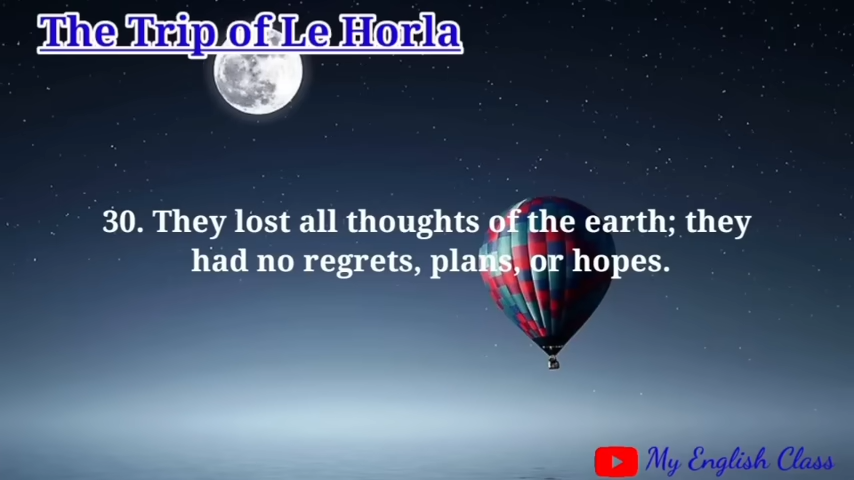 The Trip of Le Horla
30. They lost all thoughts of the earth; they
had no regrets, plans, or hopes.
My English Class